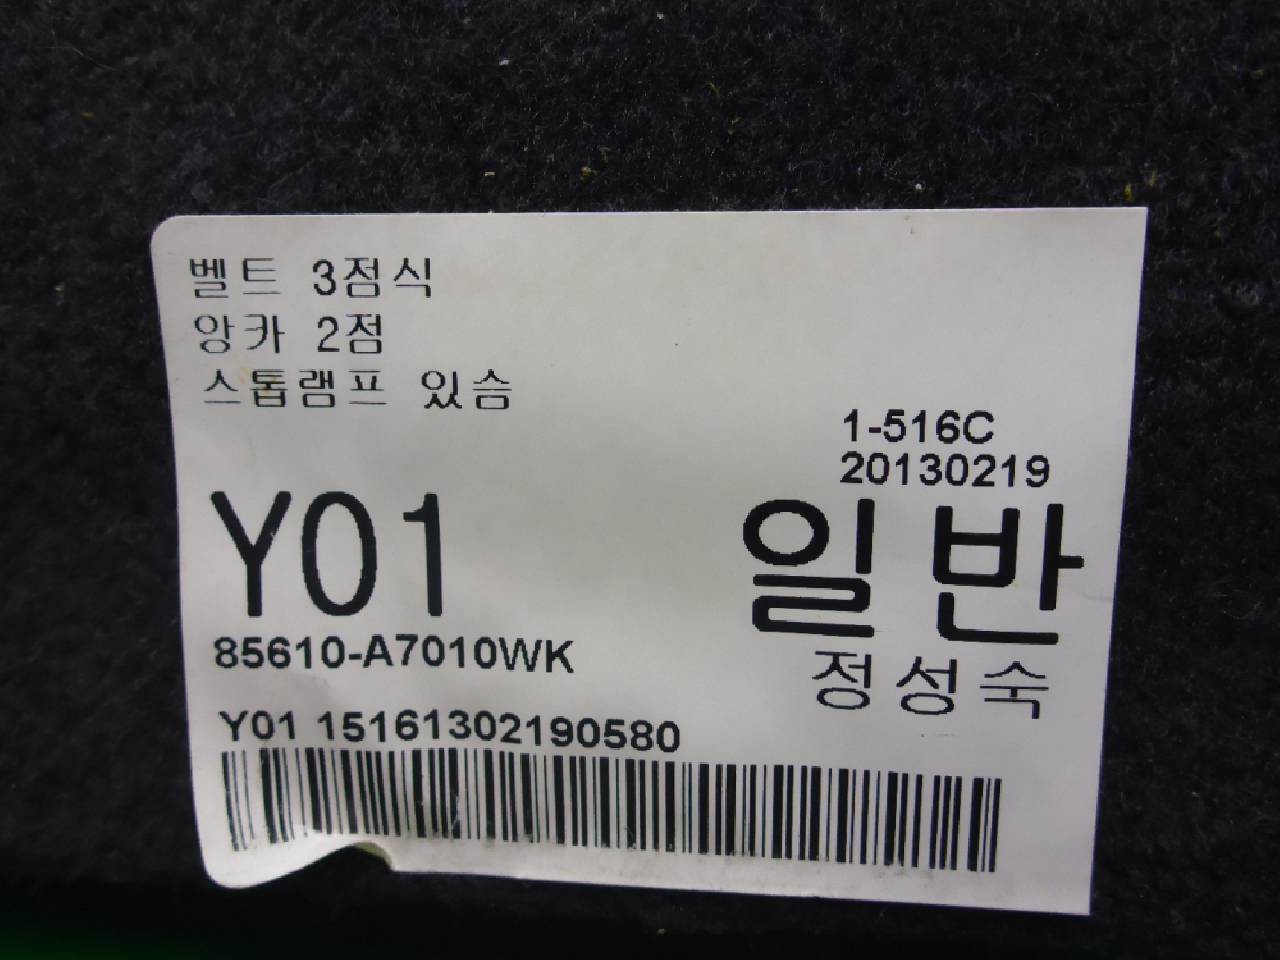 벨트 3점식
앙카 2점
스톱램프 있슴
1-516C
20130219
Y01
일반
85610-A7010WK
정성숙
Y01 15161302190580